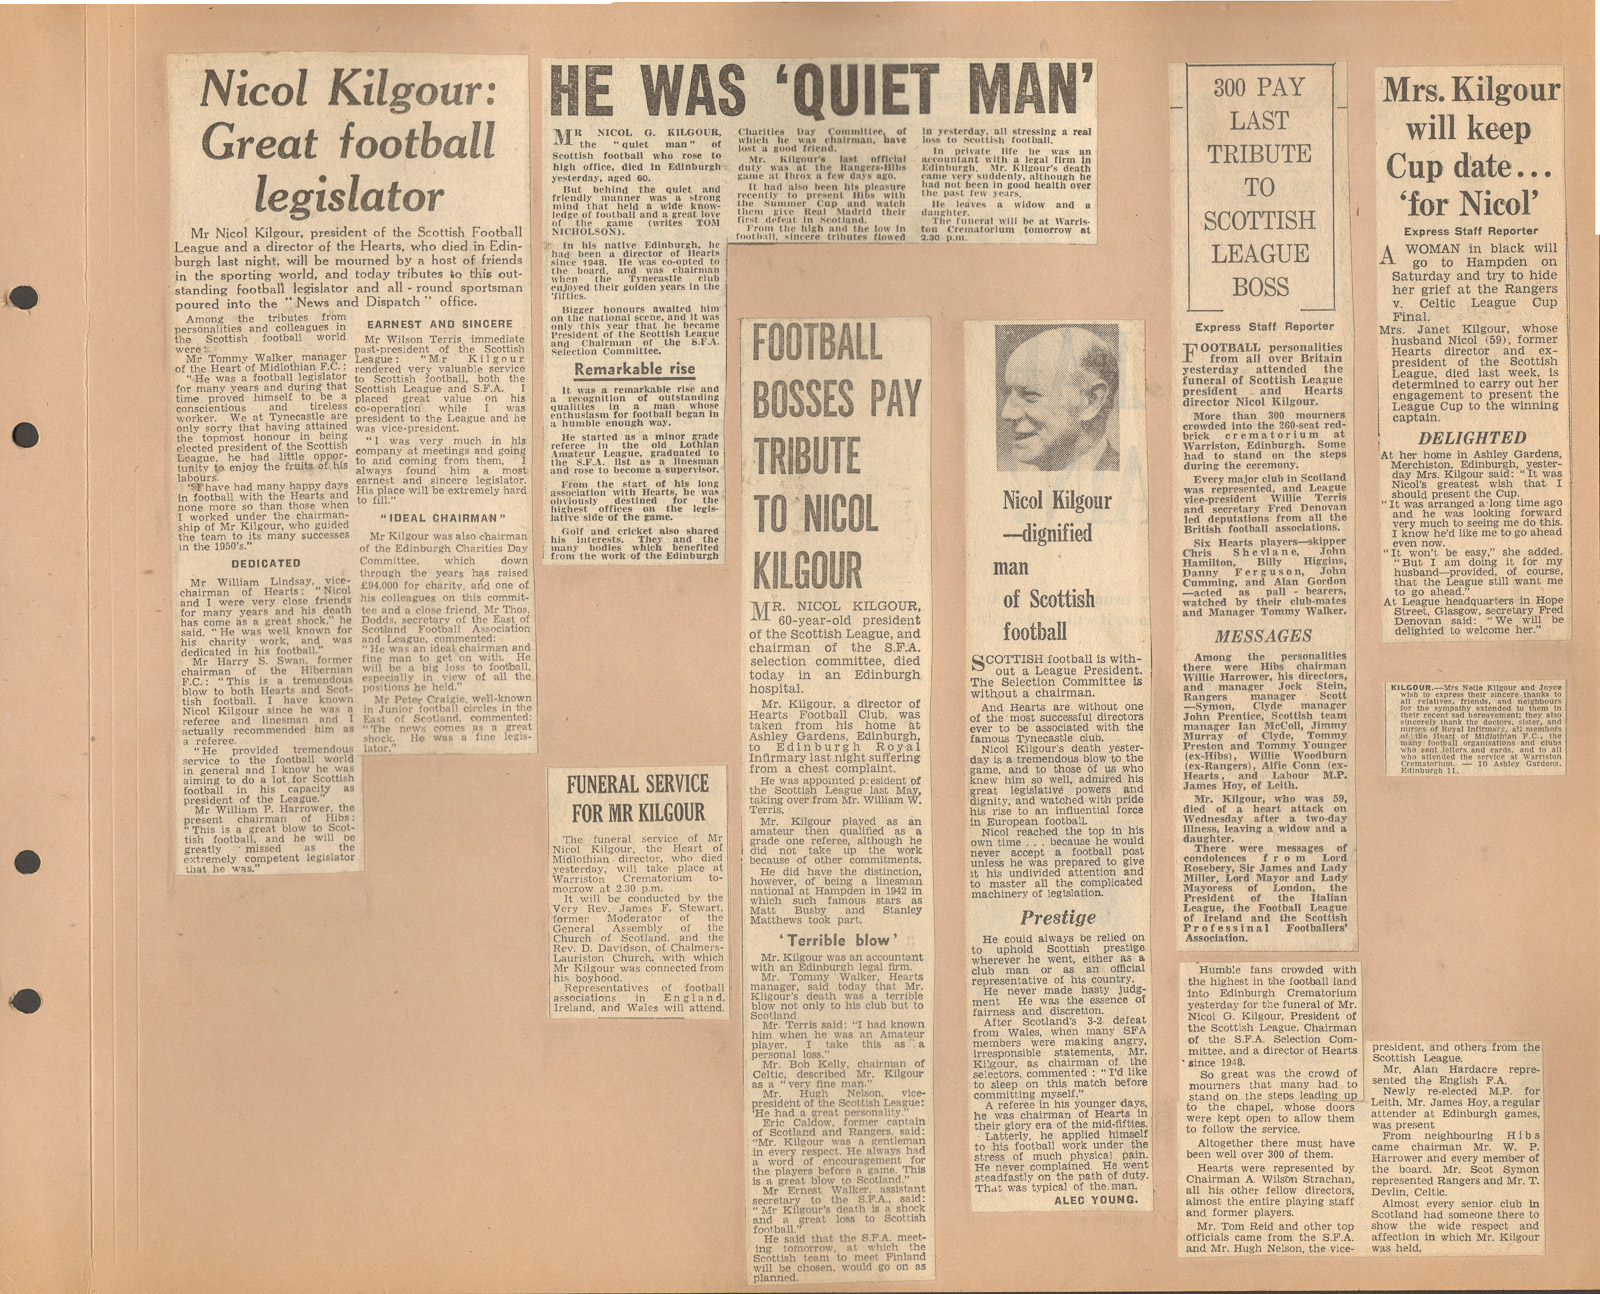 Nicol Kilgour:
Great football
legislator
Mr Nicol Kilgour, president of the Scottish Football
League and a director of the Hearts, who died in Edin-
burgh last night, will be mourned by a host of friends
in the sporting world, and today tributes to this out-
standing football legislator and all - round sportsman
poured into the "News and Dispatch" office.
Among the tributes from
personalities and colleagues in
the Scottish football world
were:
Mr Tommy Walker, manager
of the Heart of Midlothian F.C.:
"He was a football legislator
for many years and during that
time proved himself to be a
conscientious and tireless
worker. We at Tynecastle are
only sorry that having attained
the topmost honour in being
elected president of the Scottish
League, he had little oppor-
tunity to enjoy the fruits of his
labours.
"I have had many happy days
in football with the Hearts and
none more so than those when
I worked under the chairman-
ship of Mr Kilgour, who guided
the team to its many successes
in the 1950's."
DEDICATED
Mr William Lindsay, vice-
chairman of Hearts: "Nicol
and I were very close friends
for many years and his death
has come as a great shock," he
said. "He was well known for
his charity work, and was
dedicated in his football."
Mr Harry S. Swan, former
chairman of the Hibernian
F.C.: "This is a tremendous
blow to both Hearts and Scot-
tish football. I have known
Nicol Kilgour since he was a
referee and linesman and I
actually recommended him as
a referee.
"He provided tremendous
service to the football world
in general and I know he was
aiming to do a lot for Scottish
football in his capacity as
president of the League."
Mr William P. Harrower, the
present chairman of Hibs:
"This is a great blow to Scot-
tish football, and he will be
greatly missed as the
extremely competent legislator
that he was."
EARNEST AND SINCERE
Mr Wilson Terris immediate
past-president of the Scottish
League: "Mr Kilgour
rendered very valuable service
to Scottish football, both the
Scottish League and S.F.A.
placed great value on his
co-operation while I was
president to the League and he
was vice-president.
"I was very much in his
company at meetings and going
to and coming from them. I
always found him a most
earnest and sincere legislator.
His place will be extremely hard
to fill."
"IDEAL CHAIRMAN"
Mr Kilgour was also chairman
of the Edinburgh Charities Day
Committee, which down
through the years has raised
£94,000 for charity, and one of
his colleagues on this commit-
tee and a close friend, Mr Thos.
Dodds, secretary of the East of
Scotland Football Association
and League, commented:
"He was an ideal chairman and
fine man to get on with. He
will be a big loss to football,
especially in view of all the
positions he held."
Mr Peter Craigie, well-known
in Junior football circles in the
East of Scotland, commented:
"The news comes as a great
shock. He was a fine legis-
lator."
HE WAS 'QUIET MAN'
MR NICOL G. KILGOUR,
the "quiet man" of
Scottish football who rose to
high office, died in Edinburgh
yesterday, aged 60.
But behind the quiet and
friendly manner was a strong
mind that held a wide know-
ledge of football and a great love
of the game (writes TOM
NICHOLSON).
In his native Edinburgh, he
had been a director of Hearts
since 1948. He was co-opted to
the board, and was chairman
when the Tynecastle club
enjoyed their golden years in the
'fifties.
Bigger honours awaited him
on the national scene, and it was
only this year that he became
President of the Scottish League
and Chairman of the S.F.A.
Selection Committee.
Remarkable rise
It was a remarkable rise and
a recognition of outstanding
qualities in a man whose
enthusiasm for football began in
a humble enough way.
He started as a minor grade
referee in the old Lothian
Amateur League, graduated to
the S.F.A. list as a linesman
and rose to become a supervisor.
From the start of his long
association with Hearts, he was
obviously destined for the
highest offices on the legis-
lative side of the game.
Golf and cricket also shared
his interests. They and the
many bodies which benefited
from the work of the Edinburgh
Charities Day Committee, of
which he was chairman, have
lost a good friend.
Mr. Kilgour's last official
duty was at the Rangers-Hibs
game at Ibrox a few days ago.
It had also been his pleasure
recently to present Hibs with
the Summer Cup and watch
them give Real Madrid their
first defeat in Scotland.
From the high and the low in
football, sincere tributes flowed
in yesterday, all stressing a real
loss to Scottish football.
In private life he was an
accountant with a legal firm in
Edinburgh. Mr. Kilgour's death
came very suddenly, although he
had not been in good health over
the past few years.
He leaves a widow and a
daughter.
The funeral will be at Warris-
ton Crematorium tomorrow at
2.30 p.m.
FUNERAL SERVICE
FOR MR KILGOUR
The funeral service of Mr
Nicol Kilgour, the Heart of
Midlothian director, who died
yesterday, will take place at
Warriston Crematorium to-
morrow at 2.30 p.m.
It will be conducted by the
Very Rev. James F. Stewart,
former Moderator of the
General Assembly of the
Church of Scotland, and the
Rev. D. Davidson, of Chalmers-
Lauriston Church, with which
Mr Kilgour was connected from
his boyhood.
Representatives of football
associations in England,
Ireland, and Wales will attend.
FOOTBALL
BOSSES PAY
TRIBUTE
TO NICOL
KILGOUR
MR. NICOL KILGOUR,
60-year-old president
of the Scottish League, and
chairman of the S.F.A.
selection committee, died
today in an Edinburgh
hospital.
Mr. Kilgour, a director of
Hearts Football Club, was
taken from his home at
Ashley Gardens, Edinburgh,
to Edinburgh Royal
Infirmary last night suffering
from a chest complaint.
He was appointed president of
the Scottish League last May,
taking over from Mr. William W.
Terris.
Mr. Kilgour played as an
amateur then qualified as a
grade one referee, although he
did not take up the work
because of other commitments.
He did have the distinction,
however, of being a linesman
national at Hampden in 1942 in
which such famous stars as
Matt Busby and Stanley
Matthews took part.
'Terrible blow'
Mr. Kilgour was an accountant
with an Edinburgh legal firm.
Mr. Tommy Walker, Hearts
manager, said today that Mr.
Kilgour's death was a terrible
blow not only to his club but to
Scotland
Mr. Terris said: "I had known
him when he was an Amateur
player. I take this as a
personal loss."
Mr. Bob Kelly, chairman of
Celtic, described Mr. Kilgour
as a "very fine man."
Mr. Hugh Nelson, vice-
president of the Scottish League:
"He had a great personality."
Eric Caldow, former captain
of Scotland and Rangers, said:
"Mr. Kilgour was a gentleman
in every respect. He always had
a word of encouragement for
the players before a game. This
is a great blow to Scotland."
Mr Ernest Walker, assistant
secretary to the S.F.A., said:
"Mr Kilgour's death is a shock
and a great loss to Scottish
football."
He said that the S.F.A. meet-
ing tomorrow, at which the
Scottish team to meet Finland
will be chosen, would go on as
planned.
Nicol Kilgour
—dignified
man
of Scottish
football
SCOTTISH football is with-
out a League President.
The Selection Committee is
without a chairman.
And Hearts are without one
of the most successful directors
ever to be associated with the
famous Tynecastle club.
Nicol Kilgour's death yester-
day is a tremendous blow to the
game, and to those of us who
knew him so well, admired his
great legislative powers and
dignity, and watched with pride
his rise to an influential force
in European football.
Nicol reached the top in his
own time . . . because he would
never accept a football post
unless he was prepared to give
it his undivided attention and
to master all the complicated
machinery of legislation.
Prestige
He could always be relied on
to uphold Scottish prestige
wherever he went, either as a
club man or as an official
representative of his country.
He never made hasty judg-
ment He was the essence of
fairness and discretion.
After Scotland's 3-2 defeat
from Wales, when many SFA
members were making angry,
irresponsible statements, Mr.
Kilgour, as chairman of the
selectors, commented: "I'd like
to sleep on this match before
committing myself."
A referee in his younger days,
he was chairman of Hearts in
their glory era of the mid-fifties.
Latterly, he applied himself
to his football work under the
stress of much physical pain.
He never complained. He went
steadfastly on the path of duty.
That was typical of the man.
ALEC YOUNG.
300 PAY
LAST
TRIBUTE
TO
SCOTTISH
LEAGUE
BOSS
Express Staff Reporter
FOOTBALL personalities
from all over Britain
yesterday attended the
funeral of Scottish League
president and Hearts
director Nicol Kilgour.
More than 300 mourners
crowded into the 260-seat red-
brick crematorium at
Warriston, Edinburgh. Some
had to stand on the steps
during the ceremony.
Every major club in Scotland
was represented, and League
vice-president Willie Terris
and secretary Fred Denovan
led deputations from all the
British football associations.
Six Hearts players—skipper
Chris Shevlane, John
Hamilton, Billy Higgins,
Danny Ferguson, John
Cumming, and Alan Gordon
—acted as pall - bearers,
watched by their club-mates
and Manager Tommy Walker.
MESSAGES
Among the personalities
there were Hibs chairman
Willie Harrower, his directors,
and manager Jock Stein,
Rangers manager Scott
—Symon, Clyde manager
John Prentice, Scottish team
manager Ian McColl, Jimmy
Murray of Clyde, Tommy
Preston and Tommy Younger
(ex-Hibs), Willie Woodburn
(ex-Rangers), Alfie Conn (ex-
Hearts, and Labour M.P.
James Hoy, of Leith.
Mr. Kilgour, who was 59,
died of a heart attack on
Wednesday after a two-day
illness, leaving a widow and a
daughter.
There were messages of
condolences from Lord
Rosebery, Sir James and Lady
Miller, Lord Mayor and Lady
Mayoress of London, the
President of the Italian
League, the Football League
of Ireland and the Scottish
Professinal Footballers'
Association.
Humble fans crowded with
the highest in the football land
into Edinburgh Crematorium
yesterday for the funeral of Mr.
Nicol G. Kilgour, President of
the Scottish League, Chairman
of the S.F.A. Selection Com-
mittee, and a director of Hearts
since 1948.
So great was the crowd of
mourners that many had to
stand on the steps leading up
to the chapel, whose doors
were kept open to allow them
to follow the service.
Altogether there must have
been well over 300 of them.
Hearts were represented by
Chairman A. Wilson Strachan,
all his other fellow directors,
almost the entire playing staff
and former players.
Mr. Tom Reid and other top
officials came from the S.F.A.
and Mr. Hugh Nelson, the vice-
president, and others from the
Scottish League.
Mr. Alan Hardacre repre-
sented the English F.A.
Newly re-elected M.P. for
Leith, Mr. James Hoy, a regular
attender at Edinburgh games,
was present
From neighbouring Hibs
came chairman Mr. W. P.
Harrower and every member of
the board. Mr. Scot Symon
represented Rangers and Mr. T.
Devlin, Celtic.
Almost every senior club in
Scotland had someone there to
show the wide respect and
affection in which Mr. Kilgour
was held.
Mrs. Kilgour
will keep
Cup date...
'for Nicol'
Express Staff Reporter
A WOMAN in black will
go to Hampden on
Saturday and try to hide
her grief at the Rangers
v. Celtic League Cup
Final.
Mrs. Janet Kilgour, whose
husband Nicol (59), former
Hearts director and ex-
president of the Scottish
League, died last week, is
determined to carry out her
engagement to present the
League Cup to the winning
captain.
DELIGHTED
At her home in Ashley Gardens,
Merchiston, Edinburgh, yester-
day Mrs. Kilgour said: "It was
Nicol's greatest wish that I
should present the Cup.
"It was arranged a long time ago
and he was looking forward
very much to seeing me do this.
I know he'd like me to go ahead
even now.
"It won't be easy," she added.
"But I am doing it for my
husband—provided, of course,
that the League still want me
to go ahead."
At League headquarters in Hope
Street, Glasgow, secretary Fred
Denovan said: "We will be
delighted to welcome her."
KILGOUR.—Mrs Netie Kilgour and Joyce
wish to express their sincere thanks to
all relatives, friends, and neighbours
for the sympathy extended to them in
their recent sad bereavement; they also
sincerely thank the doctors, sister, and
nurses of Royal Infirmary, all members
of the Heart of Midlothian F.C., the
many football organisations and clubs
who sent letters and cards, and to all
who attended the service at Warriston
Crematorium. — 10 Ashley Gardens,
Edinburgh 11.